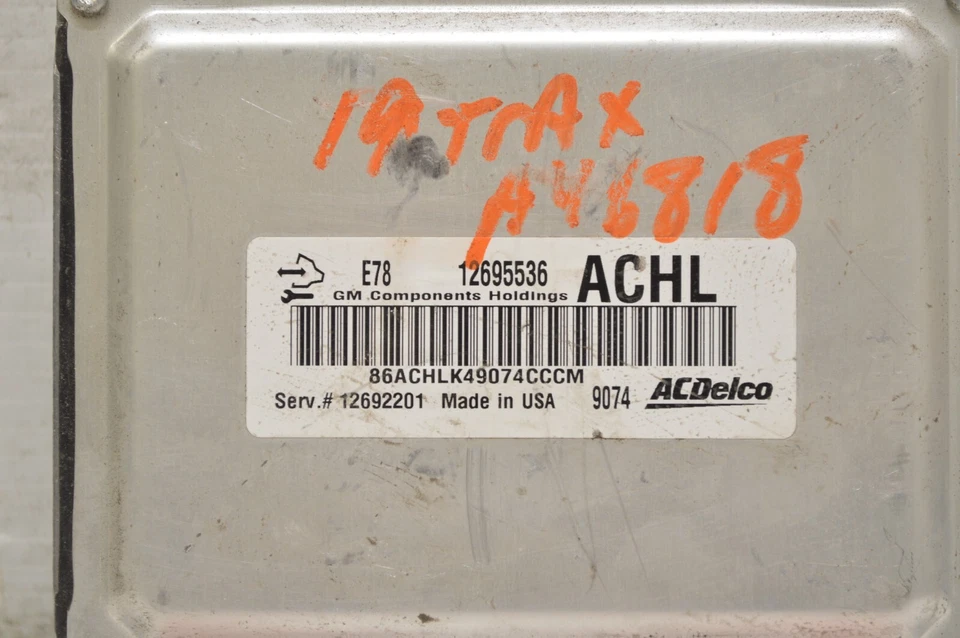 19 TrAX
A46818
E78 12695536 ACHL
GM Components Holdings
86ACHLK49074CCCM
Serv.# 12692201 Made in USA 9074 ACDelco